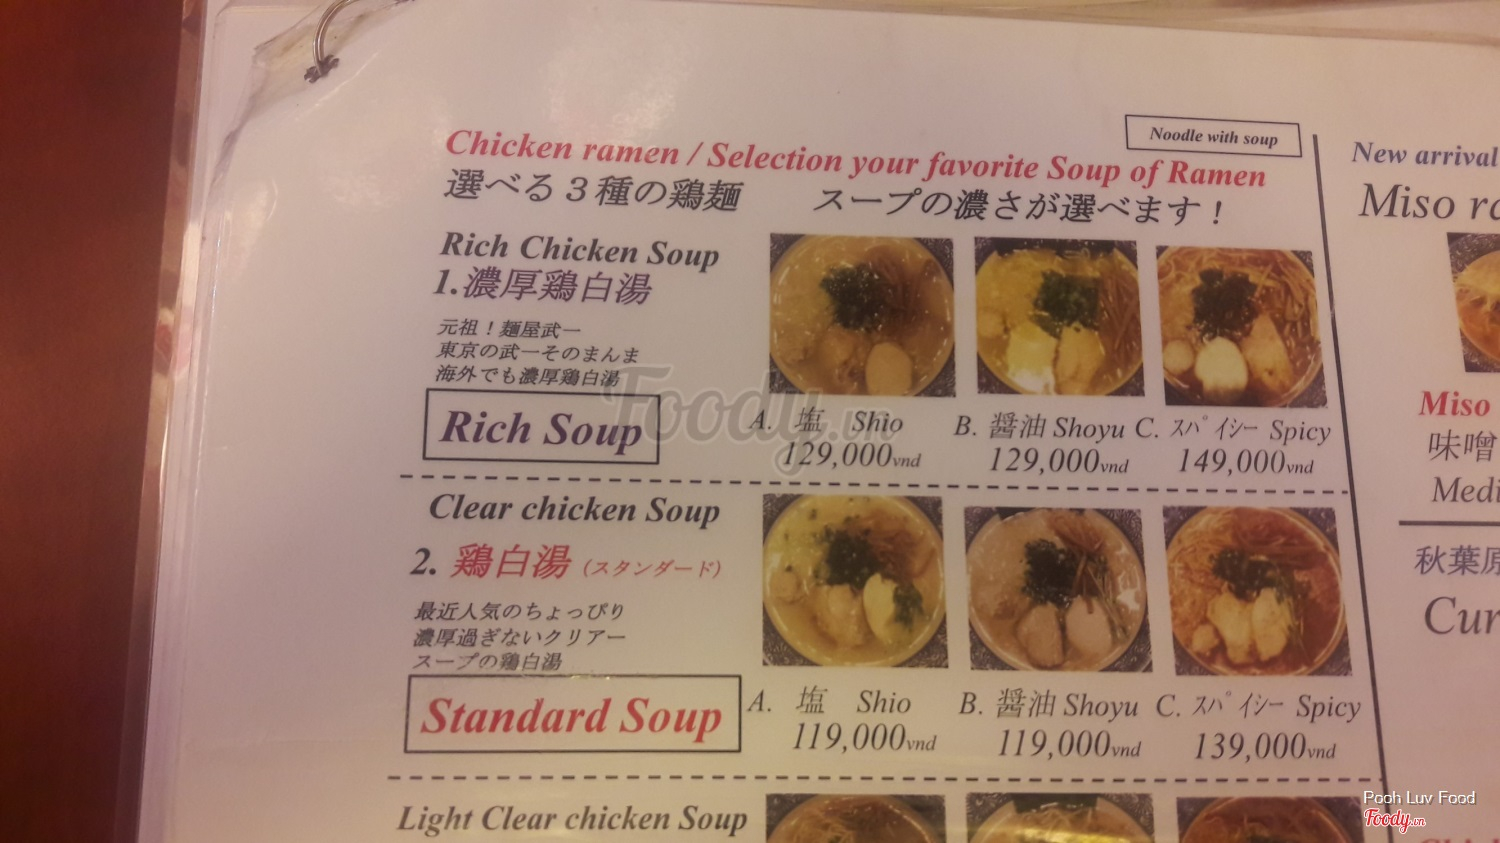 Noodle with soup
Chicken ramen / Selection your favorite Soup of Ramen
選べる3種の鶏麺 スープの濃さが選べます!
Rich Chicken Soup
1.濃厚鶏白湯
元祖!麺屋武一
東京の武一そのまんま
海外でも濃厚鶏白湯
Rich Soup
A. 塩 Shio
129,000vnd
B. 醤油 Shoyu
129,000vnd
C. スパイシー Spicy
149,000vnd
Clear chicken Soup
2. 鶏白湯 (スタンダード)
最近人気のちょっぴり
濃厚過ぎないクリアー
スープの鶏白湯
Standard Soup
A. 塩 Shio
119,000vnd
B. 醤油 Shoyu
119,000vnd
C. スパイシー Spicy
139,000vnd
Light Clear chicken Soup
New arrival
Miso
Miso
味噌
秋葉原
Foody.vn
Pooh Luv Food
Foody.vn